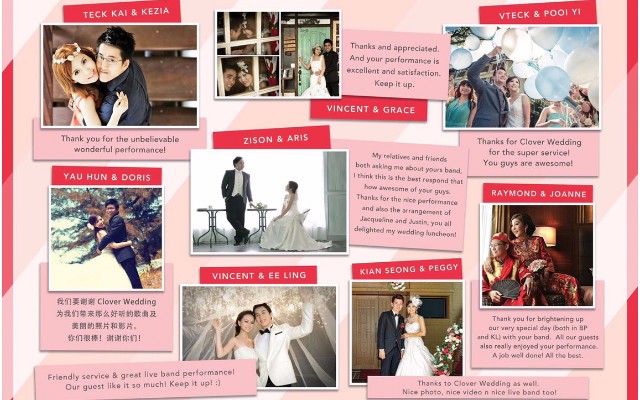 TECK KAI & KEZIA
Thank you for the unbelievable
wonderful performance!
Thanks and appreciated.
And your performance is
excellent and satisfaction.
Keep it up.
VINCENT & GRACE
VTECK & POOI YI
Thanks for Clover Wedding
for the super service!
You guys are awesome!
ZISON & ARIS
My relatives and friends
both asking me about yours band,
I think this is the best respond that
how awesome of your guys.
Thanks for the nice performance
and also the arrangement of
Jacqueline and Justin, you all
delighted my wedding luncheon!
YAU HUN & DORIS
我们要谢谢 Clover Wedding
为我们带来那么好听的歌曲及
美丽的照片和影片。
你们很棒！谢谢你们！
RAYMOND & JOANNE
Thank you for brightening up
our very special day (both in BP
and KL) with your band. All our guests
also really enjoyed your performance.
A job well done! All the best.
VINCENT & EE LING
Friendly service & great live band performance!
Our guest like it so much! Keep it up! :)
KIAN SEONG & PEGGY
Thanks to Clover Wedding as well.
Nice photo, nice video n nice live band too!